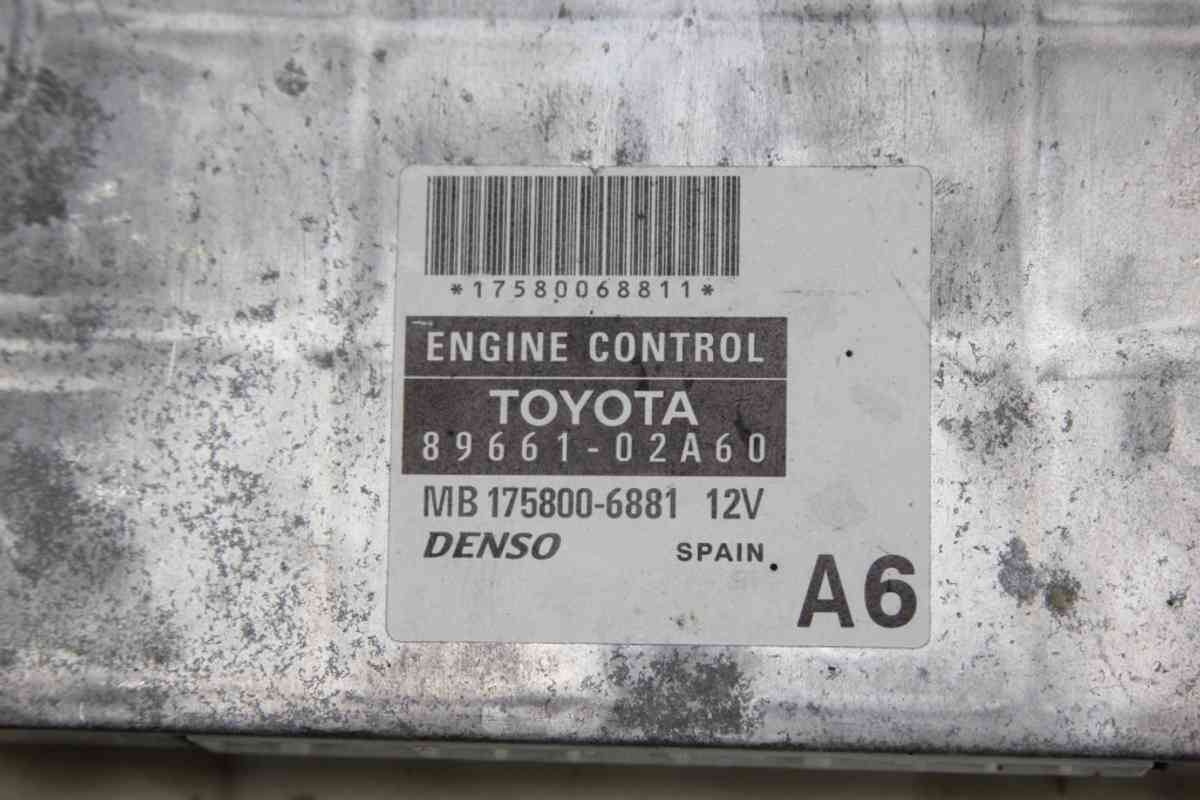 *17580068811*
ENGINE CONTROL
TOYOTA
89661-02A60
MB 175800-6881 12V
DENSO SPAIN
A6